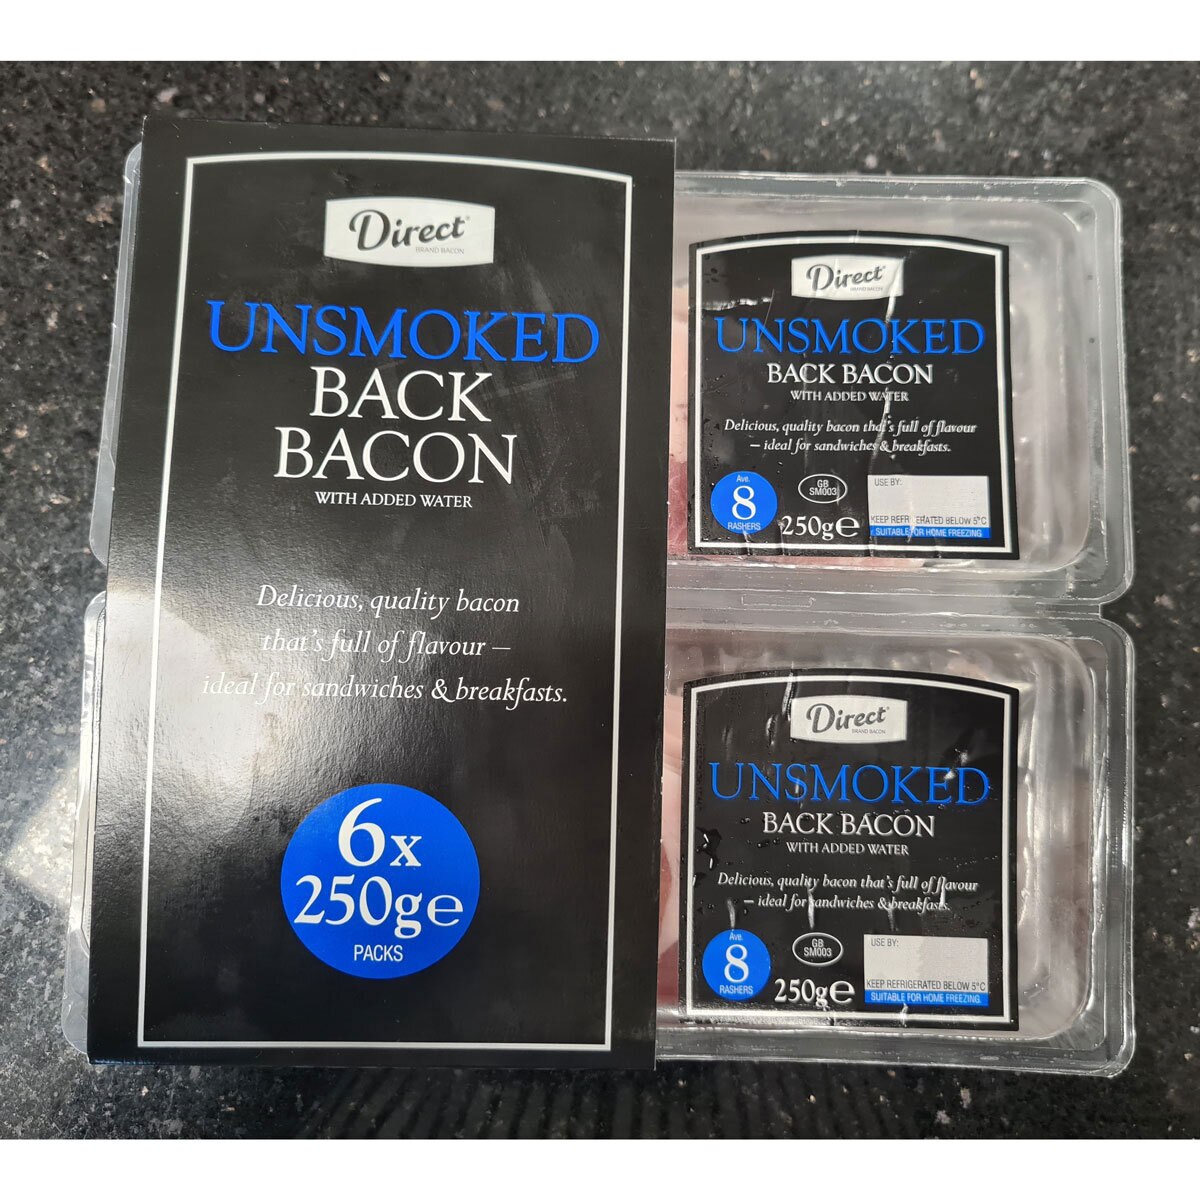 Direct®
BRAND BACON
UNSMOKED
BACK
BACON
WITH ADDED WATER
Delicious, quality bacon
that's full of flavour –
ideal for sandwiches & breakfasts.
6x
250g℮
PACKS
Direct®
BRAND BACON
UNSMOKED
BACK BACON
WITH ADDED WATER
Delicious, quality bacon that's full of flavour
– ideal for sandwiches & breakfasts.
Ave.
8
RASHERS
250g℮
GB
SM003
USE BY:
KEEP REFRIGERATED BELOW 5°C
SUITABLE FOR HOME FREEZING
Direct®
BRAND BACON
UNSMOKED
BACK BACON
WITH ADDED WATER
Delicious, quality bacon that's full of flavour
– ideal for sandwiches & breakfasts.
Ave.
8
RASHERS
250g℮
GB
SM003
USE BY:
KEEP REFRIGERATED BELOW 5°C
SUITABLE FOR HOME FREEZING.